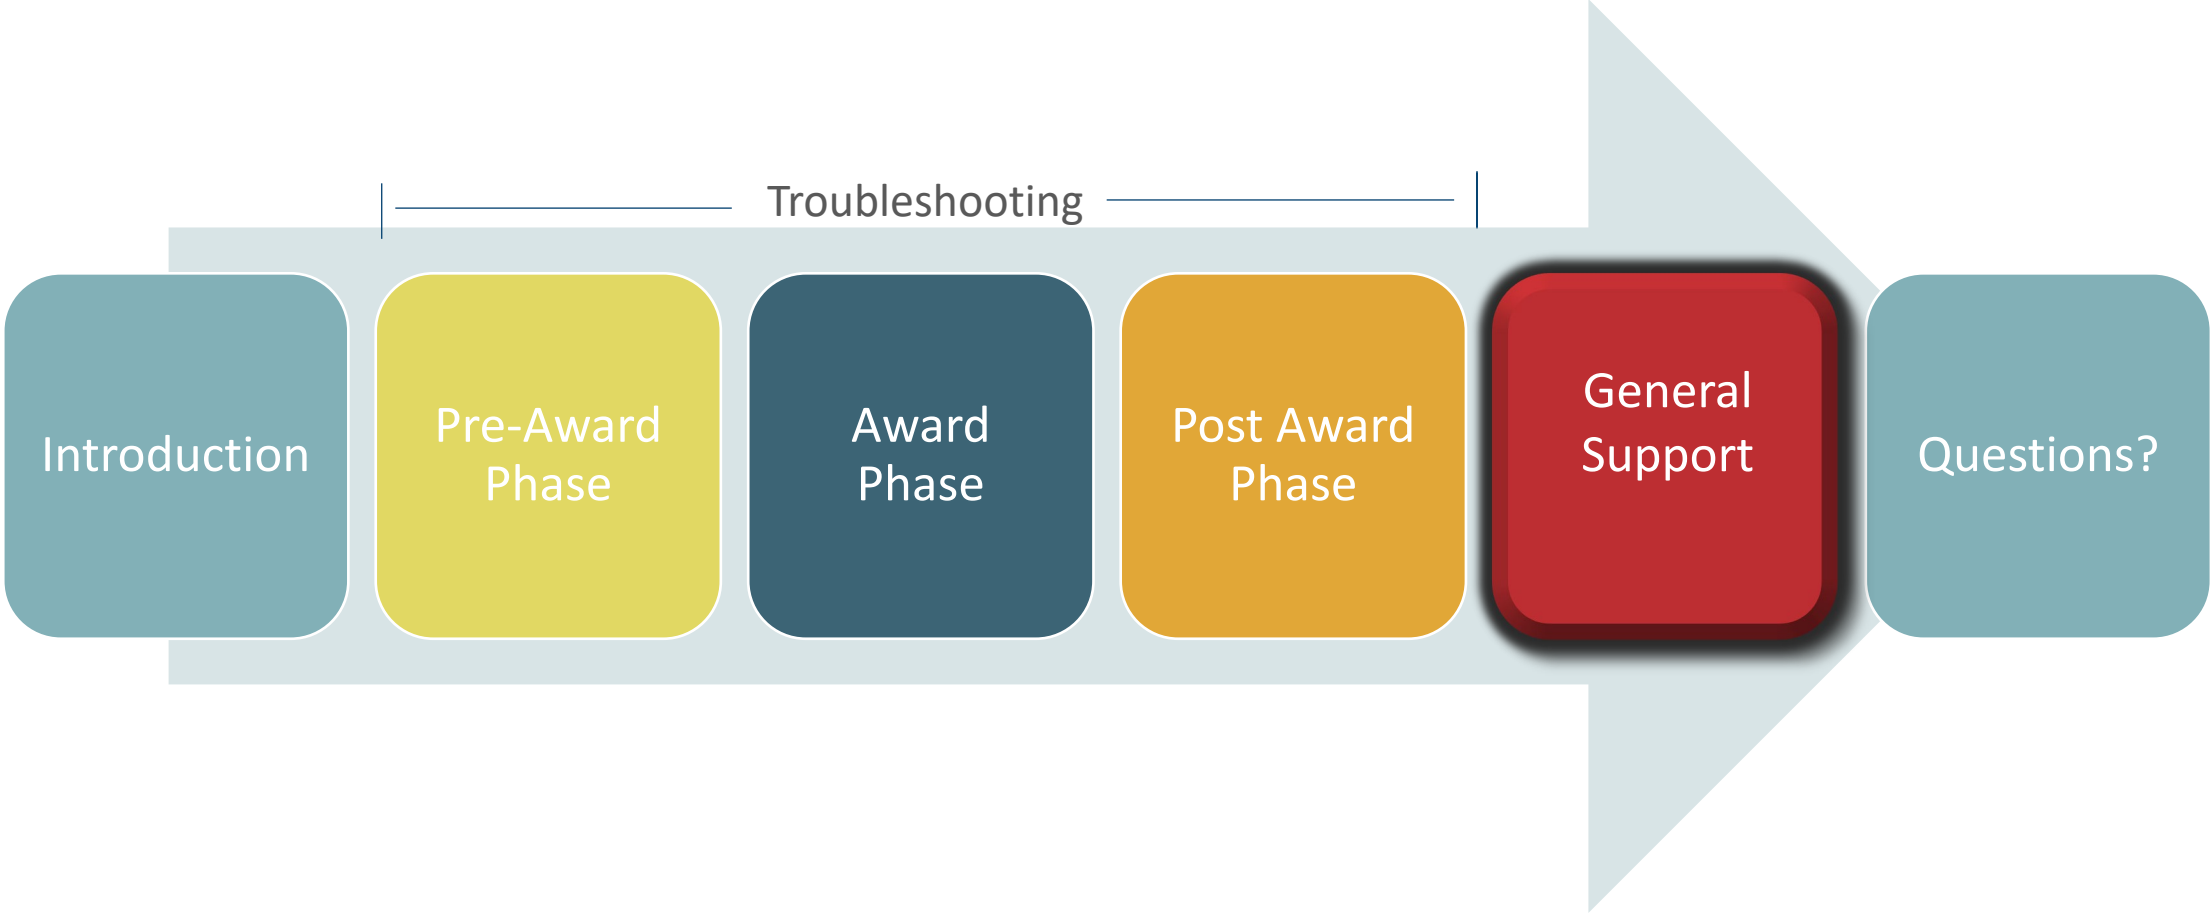 Troubleshooting
Introduction
Pre-Award
Phase
Award
Phase
Post Award
Phase
General
Support
Questions?